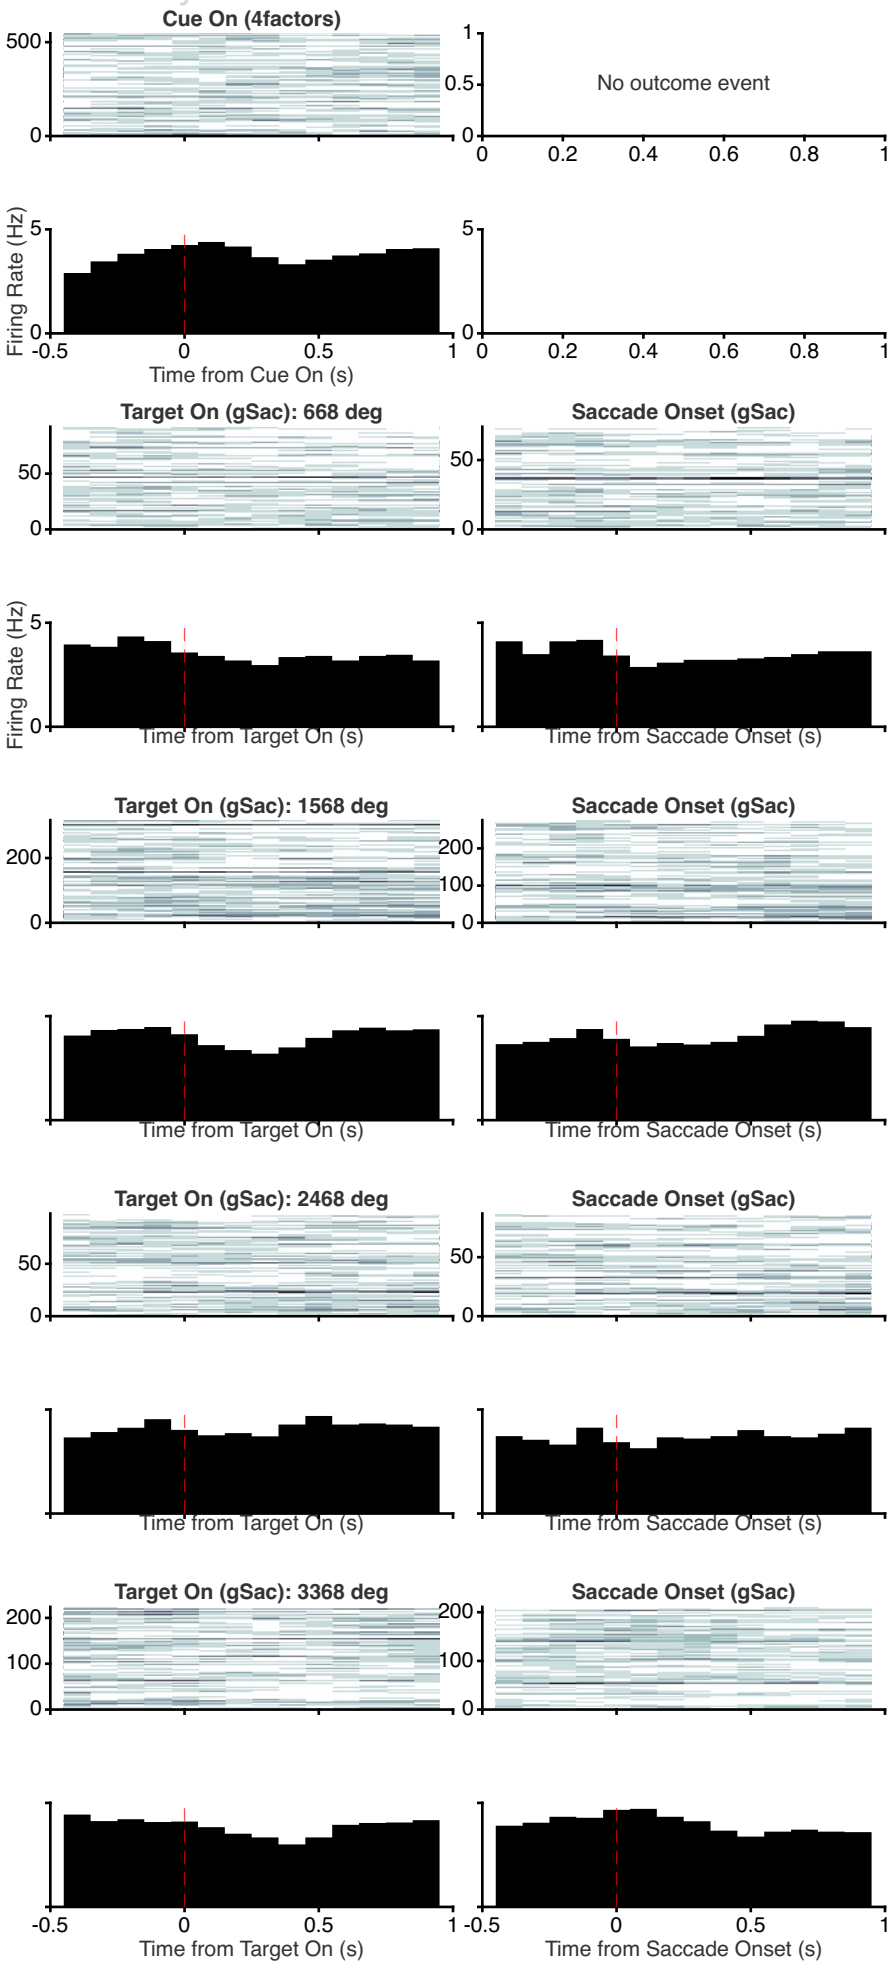 Cue On (4factors)
500
0
1
0.5
0
No outcome event
0 0.2 0.4 0.6 0.8 1
Firing Rate (Hz)
5
0
-0.5 0 0.5 1
Time from Cue On (s)
5
0
0 0.2 0.4 0.6 0.8 1
Target On (gSac): 668 deg
50
0
Saccade Onset (gSac)
50
0
Firing Rate (Hz)
5
0
Time from Target On (s)
Time from Saccade Onset (s)
Target On (gSac): 1568 deg
200
0
Saccade Onset (gSac)
200
100
0
Time from Target On (s)
Time from Saccade Onset (s)
Target On (gSac): 2468 deg
50
0
Saccade Onset (gSac)
50
0
Time from Target On (s)
Time from Saccade Onset (s)
Target On (gSac): 3368 deg
200
100
0
Saccade Onset (gSac)
200
100
0
-0.5 0 0.5 1
Time from Target On (s)
-0.5 0 0.5 1
Time from Saccade Onset (s)